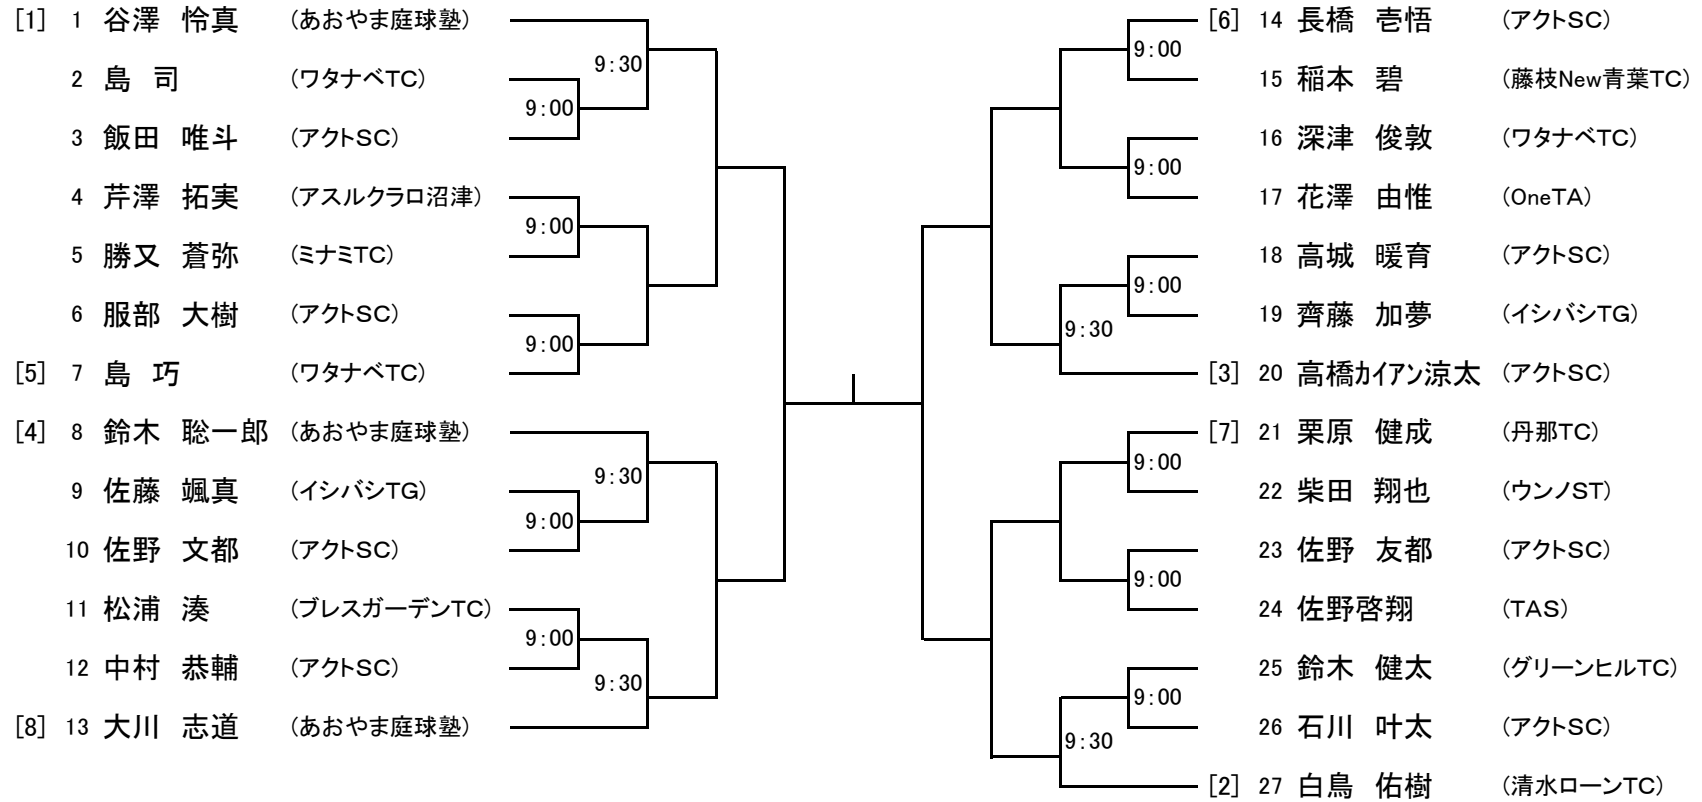 [1] 1 谷澤 怜真 (あおやま庭球塾)
9:30
2 島 司 (ワタナベTC)
9:00
3 飯田 唯斗 (アクトSC)
4 芹澤 拓実 (アスルクラロ沼津)
9:00
5 勝又 蒼弥 (ミナミTC)
6 服部 大樹 (アクトSC)
9:00
[5] 7 島 巧 (ワタナベTC)
[4] 8 鈴木 聡一郎 (あおやま庭球塾)
9:30
9 佐藤 颯真 (イシバシTG)
9:00
10 佐野 文都 (アクトSC)
11 松浦 湊 (ブレスガーデンTC)
9:00
12 中村 恭輔 (アクトSC)
9:30
[8] 13 大川 志道 (あおやま庭球塾)
[6] 14 長橋 壱悟 (アクトSC)
9:00
15 稲本 碧 (藤枝New青葉TC)
16 深津 俊敦 (ワタナベTC)
9:00
17 花澤 由惟 (OneTA)
18 高城 暖育 (アクトSC)
9:00
19 齊藤 加夢 (イシバシTG)
9:30
[3] 20 高橋カイアン涼太 (アクトSC)
[7] 21 栗原 健成 (丹那TC)
9:00
22 柴田 翔也 (ウンノST)
23 佐野 友都 (アクトSC)
9:00
24 佐野啓翔 (TAS)
25 鈴木 健太 (グリーンヒルTC)
9:00
26 石川 叶太 (アクトSC)
9:30
[2] 27 白鳥 佑樹 (清水ローンTC)